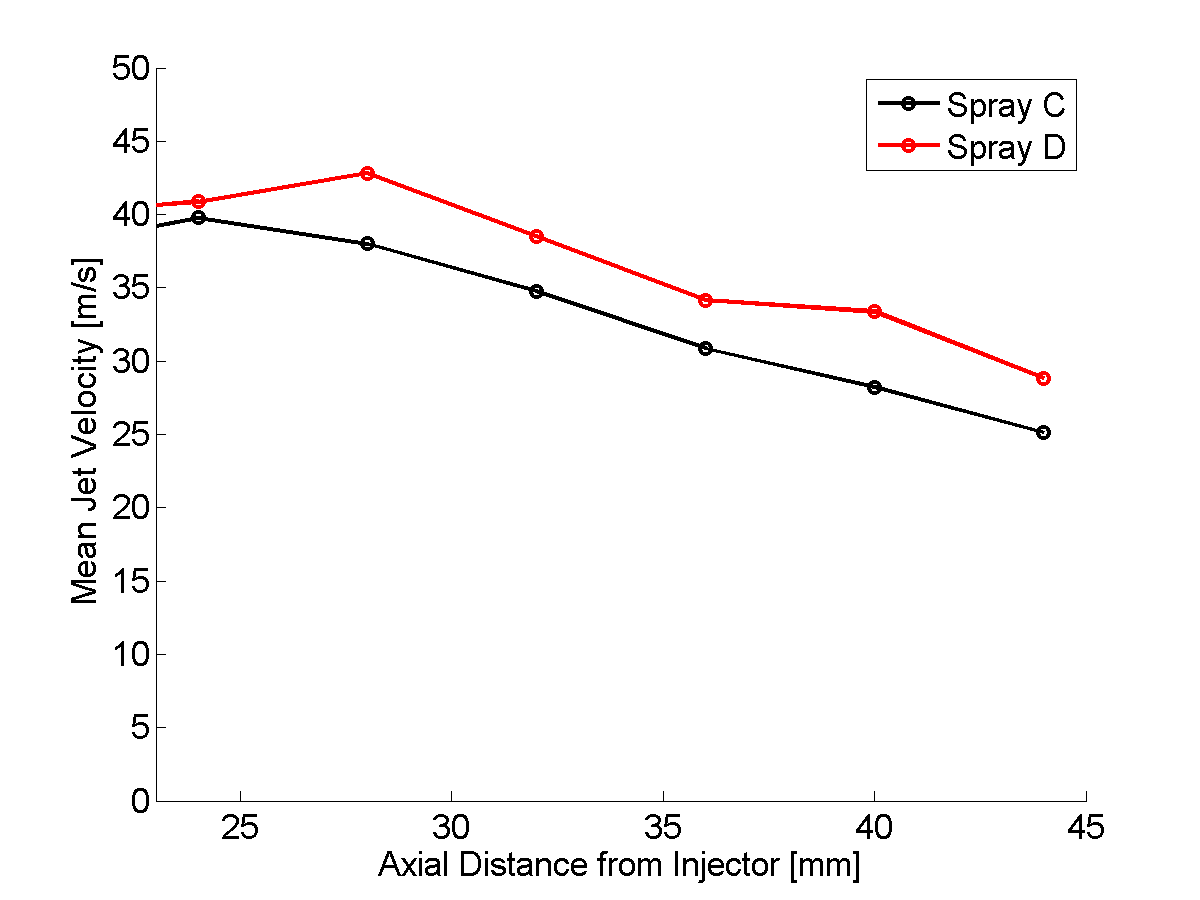 50
45
40
35
30
25
20
15
10
5
0
Mean Jet Velocity [m/s]
Spray C
Spray D
25 30 35 40 45
Axial Distance from Injector [mm]